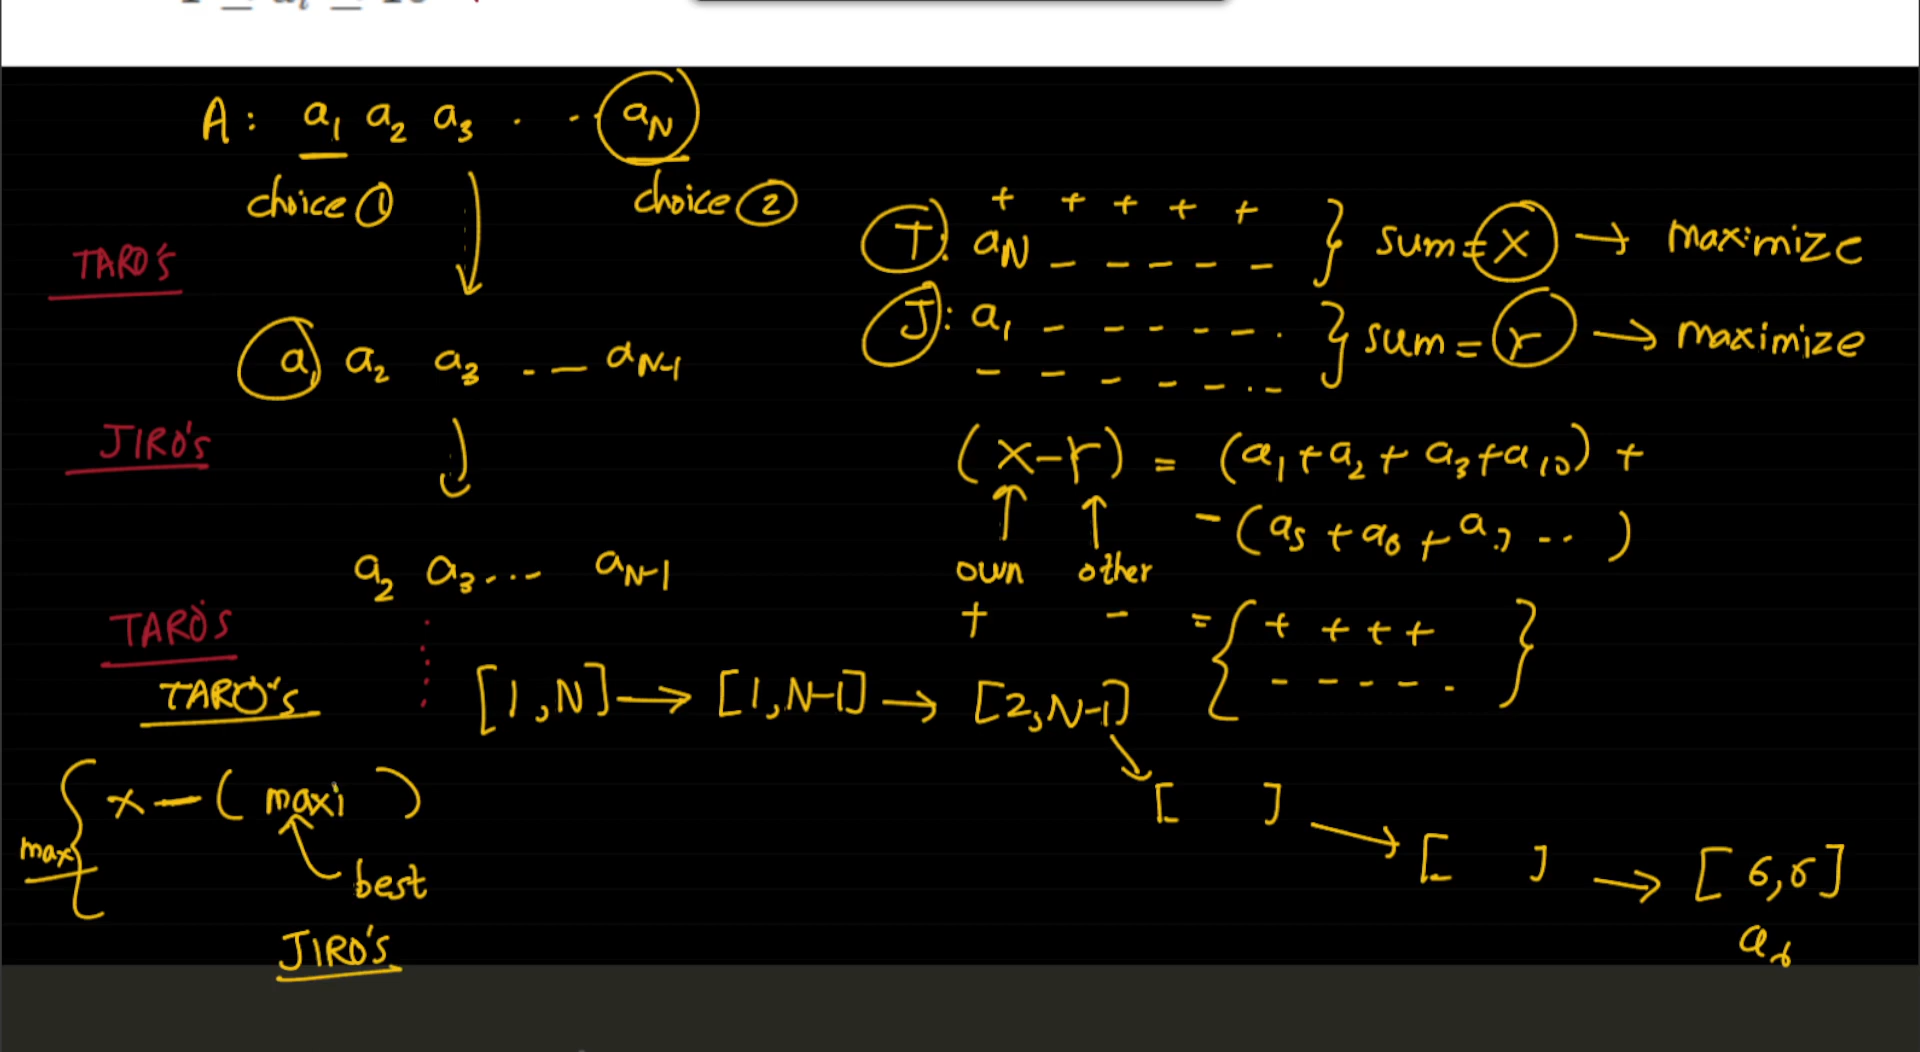 A: a₁ a₂ a₃ . .. aN
choice ① choice ②
TARO'S
a₁ a₂ a₃ -- aN-1
JIRO'S
a₂ a₃... aN-1
TARO'S
+ + + + +
T: aN _ _ _ _ _ } sum = X → maximize
J: a₁ - - - - - . } sum = Y → maximize
(X-Y) = (a₁+a₂+a₃+a₁₀) +
-(a₅+a₆+a₇ -- )
own other
+ -
= { + + + + }
- - - - -
TARO'S [1,N] → [1,N-1] → [2,N-1]
→ [ ] → [ ] → [6,6]
a₆
max { x-(maxi )
best
JIRO'S